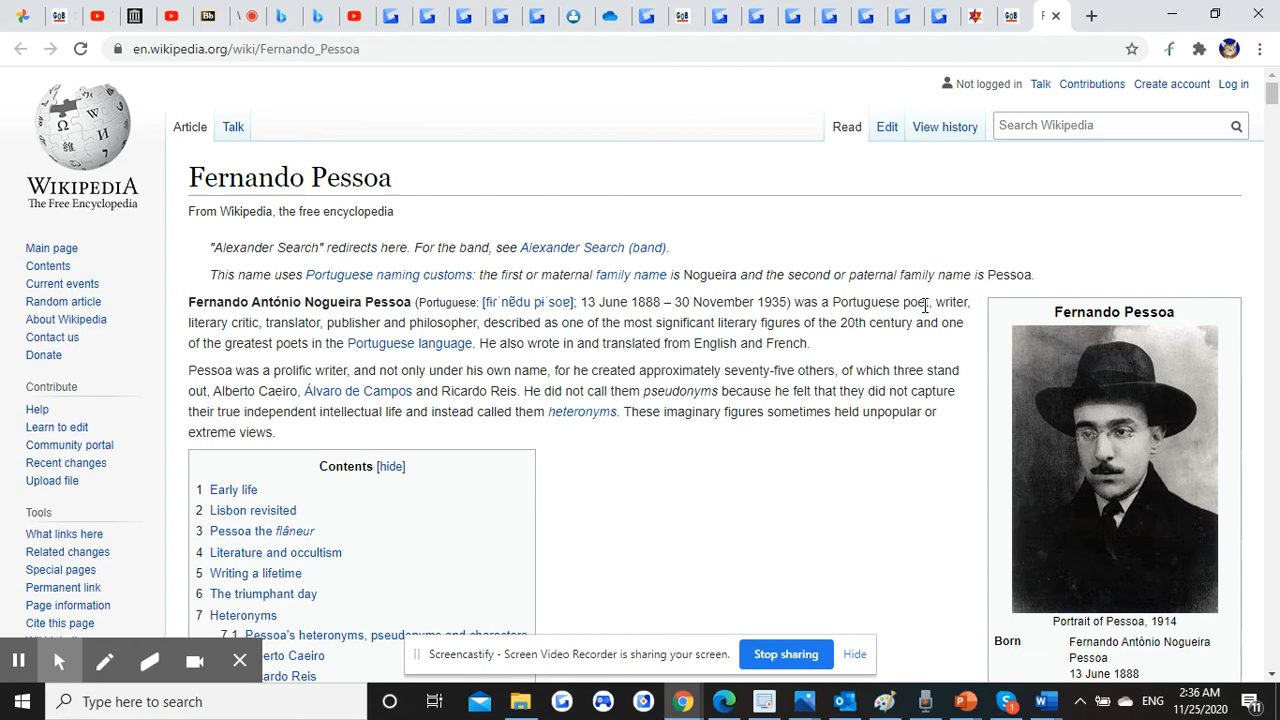 en.wikipedia.org/wiki/Fernando_Pessoa
Not logged in Talk Contributions Create account Log in
Article Talk Read Edit View history Search Wikipedia
WIKIPEDIA
The Free Encyclopedia
Main page
Contents
Current events
Random article
About Wikipedia
Contact us
Donate
Contribute
Help
Learn to edit
Community portal
Recent changes
Upload file
Tools
What links here
Related changes
Special pages
Permanent link
Page information
Cite this page
Fernando Pessoa
From Wikipedia, the free encyclopedia
"Alexander Search" redirects here. For the band, see Alexander Search (band).
This name uses Portuguese naming customs: the first or maternal family name is Nogueira and the second or paternal family name is Pessoa.
Fernando António Nogueira Pessoa (Portuguese: [fɨɾˈnɐ̃du pɨˈsoɐ]; 13 June 1888 – 30 November 1935) was a Portuguese poet, writer,
literary critic, translator, publisher and philosopher, described as one of the most significant literary figures of the 20th century and one
of the greatest poets in the Portuguese language. He also wrote in and translated from English and French.
Pessoa was a prolific writer, and not only under his own name, for he created approximately seventy-five others, of which three stand
out, Alberto Caeiro, Álvaro de Campos and Ricardo Reis. He did not call them pseudonyms because he felt that they did not capture
their true independent intellectual life and instead called them heteronyms. These imaginary figures sometimes held unpopular or
extreme views.
Contents [hide]
1 Early life
2 Lisbon revisited
3 Pessoa the flâneur
4 Literature and occultism
5 Writing a lifetime
6 The triumphant day
7 Heteronyms
7.1 Pessoa's heteronyms, pseudonyms and characters
Fernando Pessoa
Portrait of Pessoa, 1914
Born Fernando António Nogueira
Pessoa
13 June 1888
Screencastify - Screen Video Recorder is sharing your screen. Stop sharing Hide
Type here to search
ENG
2:36 AM
11/25/2020
11